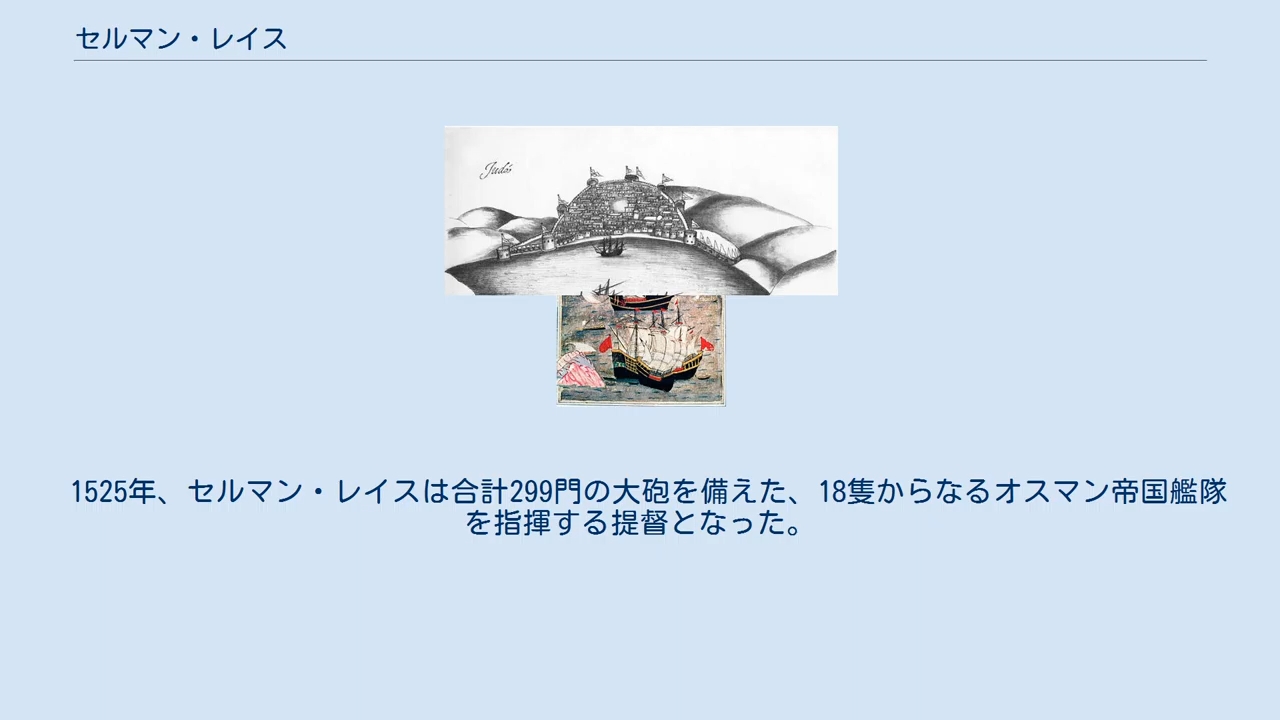 セルマン・レイス
Judá
1525年、セルマン・レイスは合計299門の大砲を備えた、18隻からなるオスマン帝国艦隊
を指揮する提督となった。